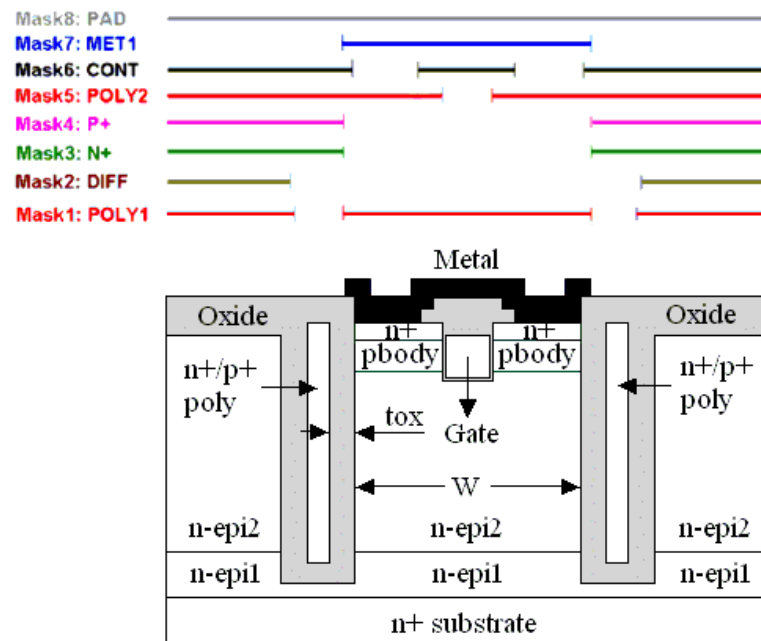 Mask8: PAD
Mask7: MET1
Mask6: CONT
Mask5: POLY2
Mask4: P+
Mask3: N+
Mask2: DIFF
Mask1: POLY1
Metal
Oxide
Oxide
n+
n+
pbody
pbody
n+/p+
poly
n+/p+
poly
tox
Gate
W
n-epi2
n-epi2
n-epi2
n-epi1
n-epi1
n-epi1
n+ substrate